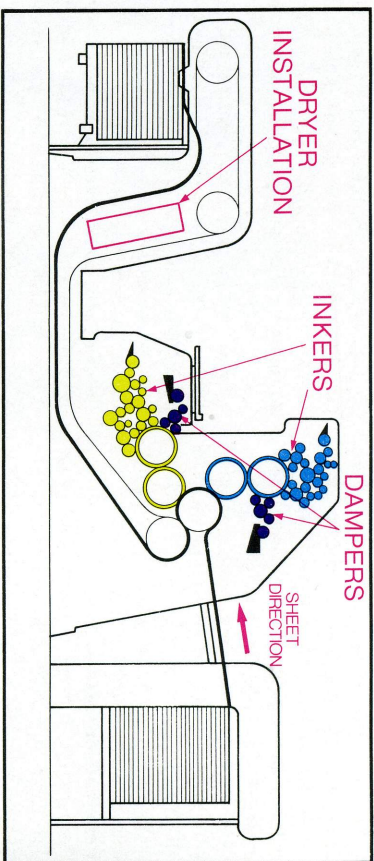 DRYER
INSTALLATION
INKERS
DAMPERS
SHEET
DIRECTION